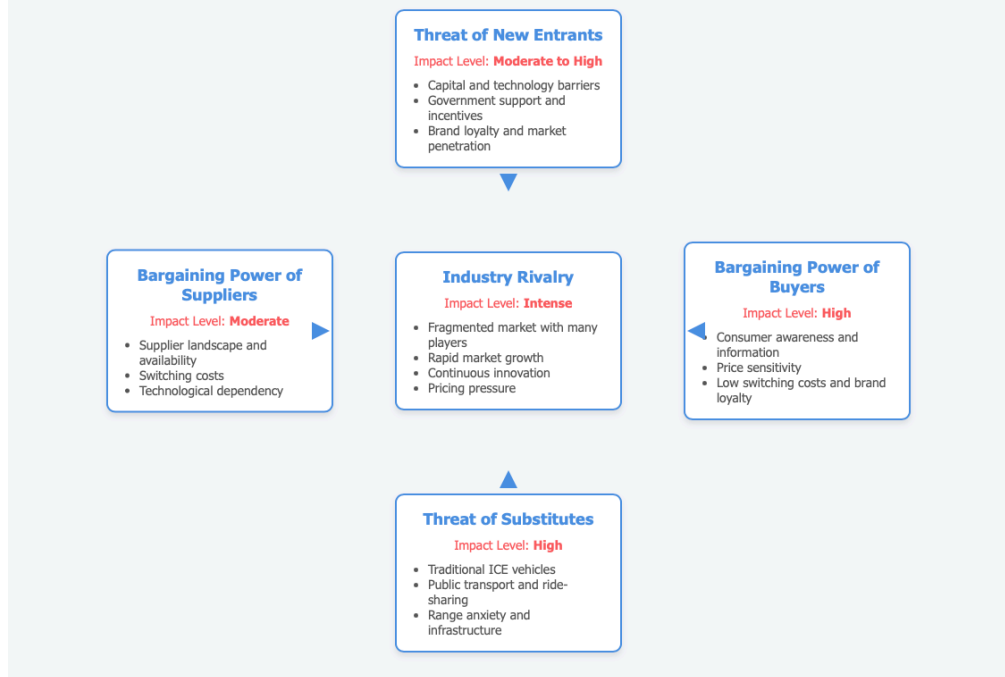 Threat of New Entrants
Impact Level: Moderate to High
• Capital and technology barriers
• Government support and
incentives
• Brand loyalty and market
penetration
Bargaining Power of
Suppliers
Impact Level: Moderate
• Supplier landscape and
availability
• Switching costs
• Technological dependency
Industry Rivalry
Impact Level: Intense
• Fragmented market with many
players
• Rapid market growth
• Continuous innovation
• Pricing pressure
Bargaining Power of
Buyers
Impact Level: High
• Consumer awareness and
information
• Price sensitivity
• Low switching costs and brand
loyalty
Threat of Substitutes
Impact Level: High
• Traditional ICE vehicles
• Public transport and ride-
sharing
• Range anxiety and
infrastructure